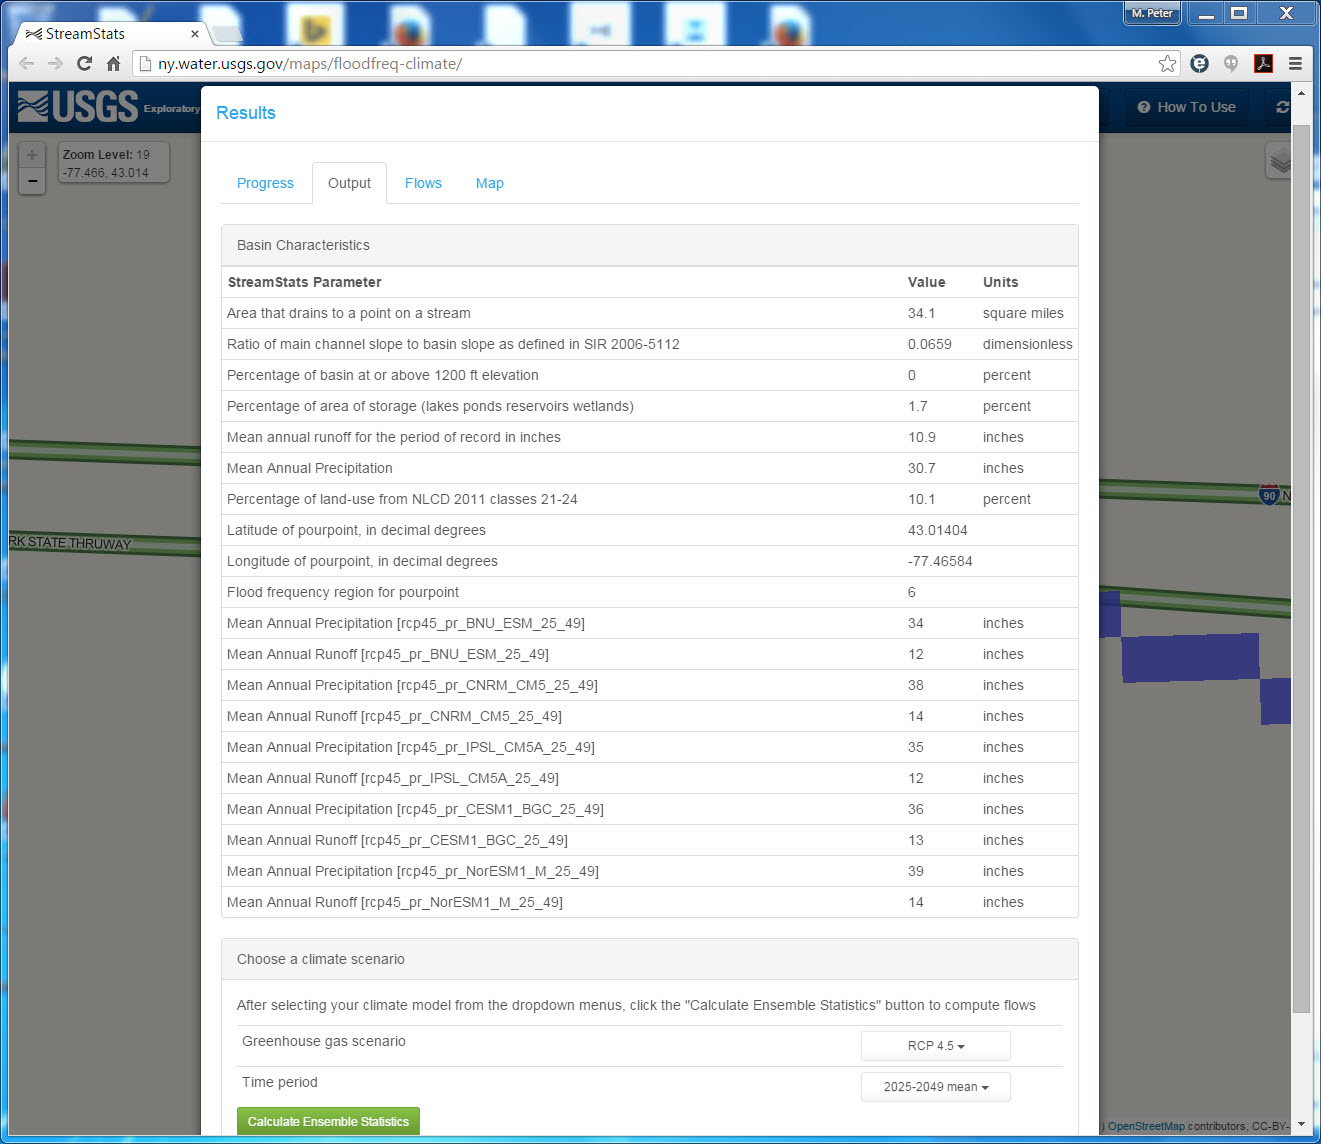 M. Peter
StreamStats
ny.water.usgs.gov/maps/floodfreq-climate/
USGS Exploratory
How To Use
Results
Zoom Level: 19
-77.466, 43.014
Progress Output Flows Map
Basin Characteristics
StreamStats Parameter Value Units
Area that drains to a point on a stream 34.1 square miles
Ratio of main channel slope to basin slope as defined in SIR 2006-5112 0.0659 dimensionless
Percentage of basin at or above 1200 ft elevation 0 percent
Percentage of area of storage (lakes ponds reservoirs wetlands) 1.7 percent
Mean annual runoff for the period of record in inches 10.9 inches
Mean Annual Precipitation 30.7 inches
Percentage of land-use from NLCD 2011 classes 21-24 10.1 percent
Latitude of pourpoint, in decimal degrees 43.01404
Longitude of pourpoint, in decimal degrees -77.46584
Flood frequency region for pourpoint 6
Mean Annual Precipitation [rcp45_pr_BNU_ESM_25_49] 34 inches
Mean Annual Runoff [rcp45_pr_BNU_ESM_25_49] 12 inches
Mean Annual Precipitation [rcp45_pr_CNRM_CM5_25_49] 38 inches
Mean Annual Runoff [rcp45_pr_CNRM_CM5_25_49] 14 inches
Mean Annual Precipitation [rcp45_pr_IPSL_CM5A_25_49] 35 inches
Mean Annual Runoff [rcp45_pr_IPSL_CM5A_25_49] 12 inches
Mean Annual Precipitation [rcp45_pr_CESM1_BGC_25_49] 36 inches
Mean Annual Runoff [rcp45_pr_CESM1_BGC_25_49] 13 inches
Mean Annual Precipitation [rcp45_pr_NorESM1_M_25_49] 39 inches
Mean Annual Runoff [rcp45_pr_NorESM1_M_25_49] 14 inches
90 N
RK STATE THRUWAY
Choose a climate scenario
After selecting your climate model from the dropdown menus, click the "Calculate Ensemble Statistics" button to compute flows
Greenhouse gas scenario RCP 4.5
Time period 2025-2049 mean
Calculate Ensemble Statistics
) OpenStreetMap contributors, CC-BY-